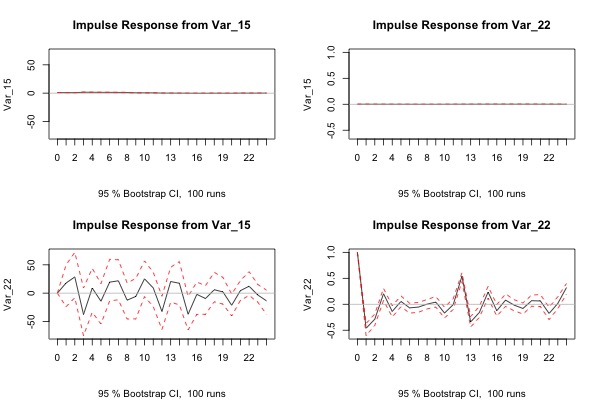 Impulse Response from Var_15
Var_15
50
0
-50
0 2 4 6 8 10 13 16 19 22
95 % Bootstrap CI, 100 runs
Impulse Response from Var_22
Var_15
1.0
0.5
0.0
-0.5
0 2 4 6 8 10 13 16 19 22
95 % Bootstrap CI, 100 runs
Impulse Response from Var_15
Var_22
50
0
-50
0 2 4 6 8 10 13 16 19 22
95 % Bootstrap CI, 100 runs
Impulse Response from Var_22
Var_22
1.0
0.5
0.0
-0.5
0 2 4 6 8 10 13 16 19 22
95 % Bootstrap CI, 100 runs